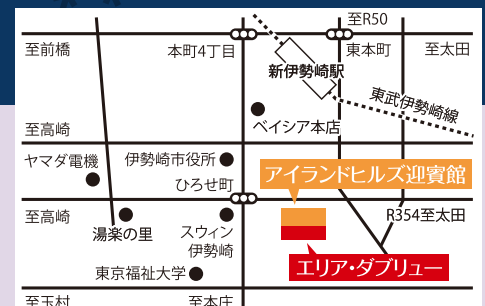 至R50
至前橋
本町4丁目
東本町
至太田
新伊勢崎駅
東武伊勢崎線
ベイシア本店
至高崎
ヤマダ電機
伊勢崎市役所
ひろせ町
アイランドヒルズ迎賓館
至高崎
湯楽の里
スウィン
伊勢崎
R354至太田
エリア・ダブリュー
東京福祉大学
至玉村
至本庄